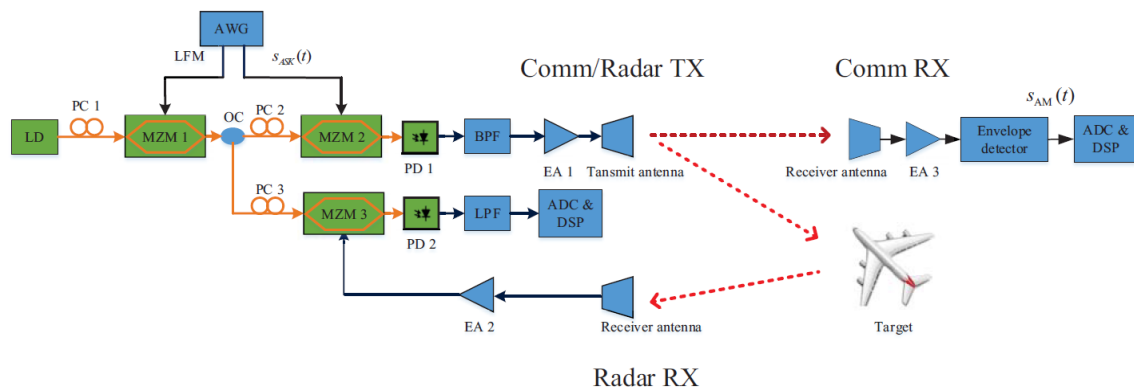 AWG
LFM
s_ASK(t)
Comm/Radar TX
Comm RX
s_AM(t)
PC 1
OC
PC 2
LD
MZM 1
MZM 2
PD 1
BPF
EA 1
Tansmit antenna
Receiver antenna
EA 3
Envelope
detector
ADC &
DSP
PC 3
MZM 3
PD 2
LPF
ADC &
DSP
EA 2
Receiver antenna
Target
Radar RX